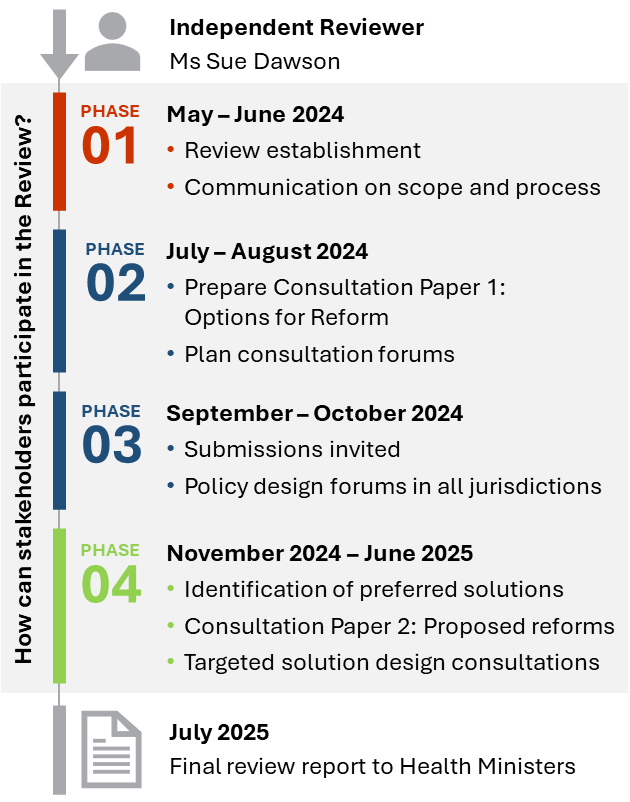 Independent Reviewer
Ms Sue Dawson
How can stakeholders participate in the Review?
PHASE
01
May – June 2024
• Review establishment
• Communication on scope and process
PHASE
02
July – August 2024
• Prepare Consultation Paper 1:
Options for Reform
• Plan consultation forums
PHASE
03
September – October 2024
• Submissions invited
• Policy design forums in all jurisdictions
PHASE
04
November 2024 – June 2025
• Identification of preferred solutions
• Consultation Paper 2: Proposed reforms
• Targeted solution design consultations
July 2025
Final review report to Health Ministers